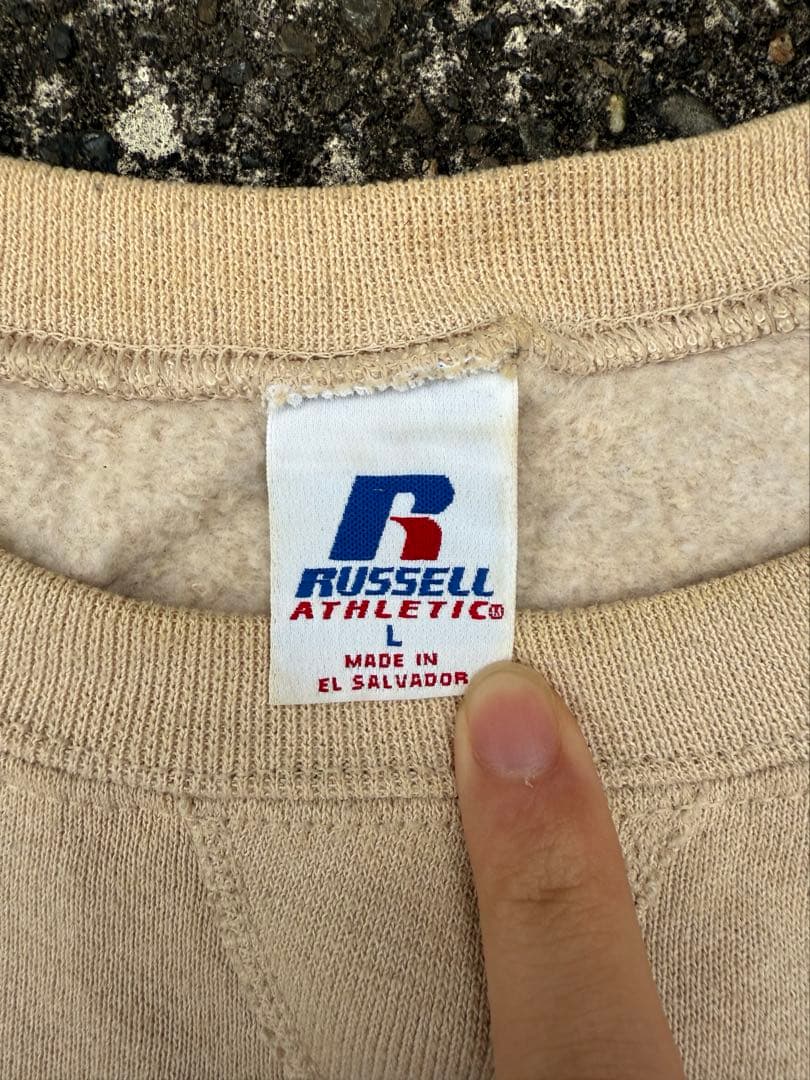 RUSSELL
ATHLETIC
L
MADE IN
EL SALVADOR